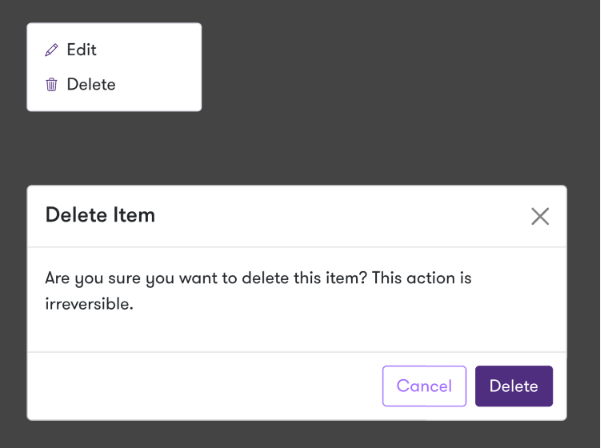 Edit
Delete
Delete Item
Are you sure you want to delete this item? This action is
irreversible.
Cancel
Delete